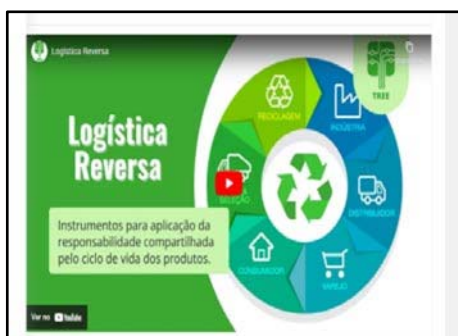 Logística Reversa
TREE
RECICLAGEM
INDÚSTRIA
Logística
Reversa
SELEÇÃO
DISTRIBUIDOR
Instrumentos para aplicação da
responsabilidade compartilhada
pelo ciclo de vida dos produtos.
CONSUMIDOR
VAREJO
Ver no YouTube